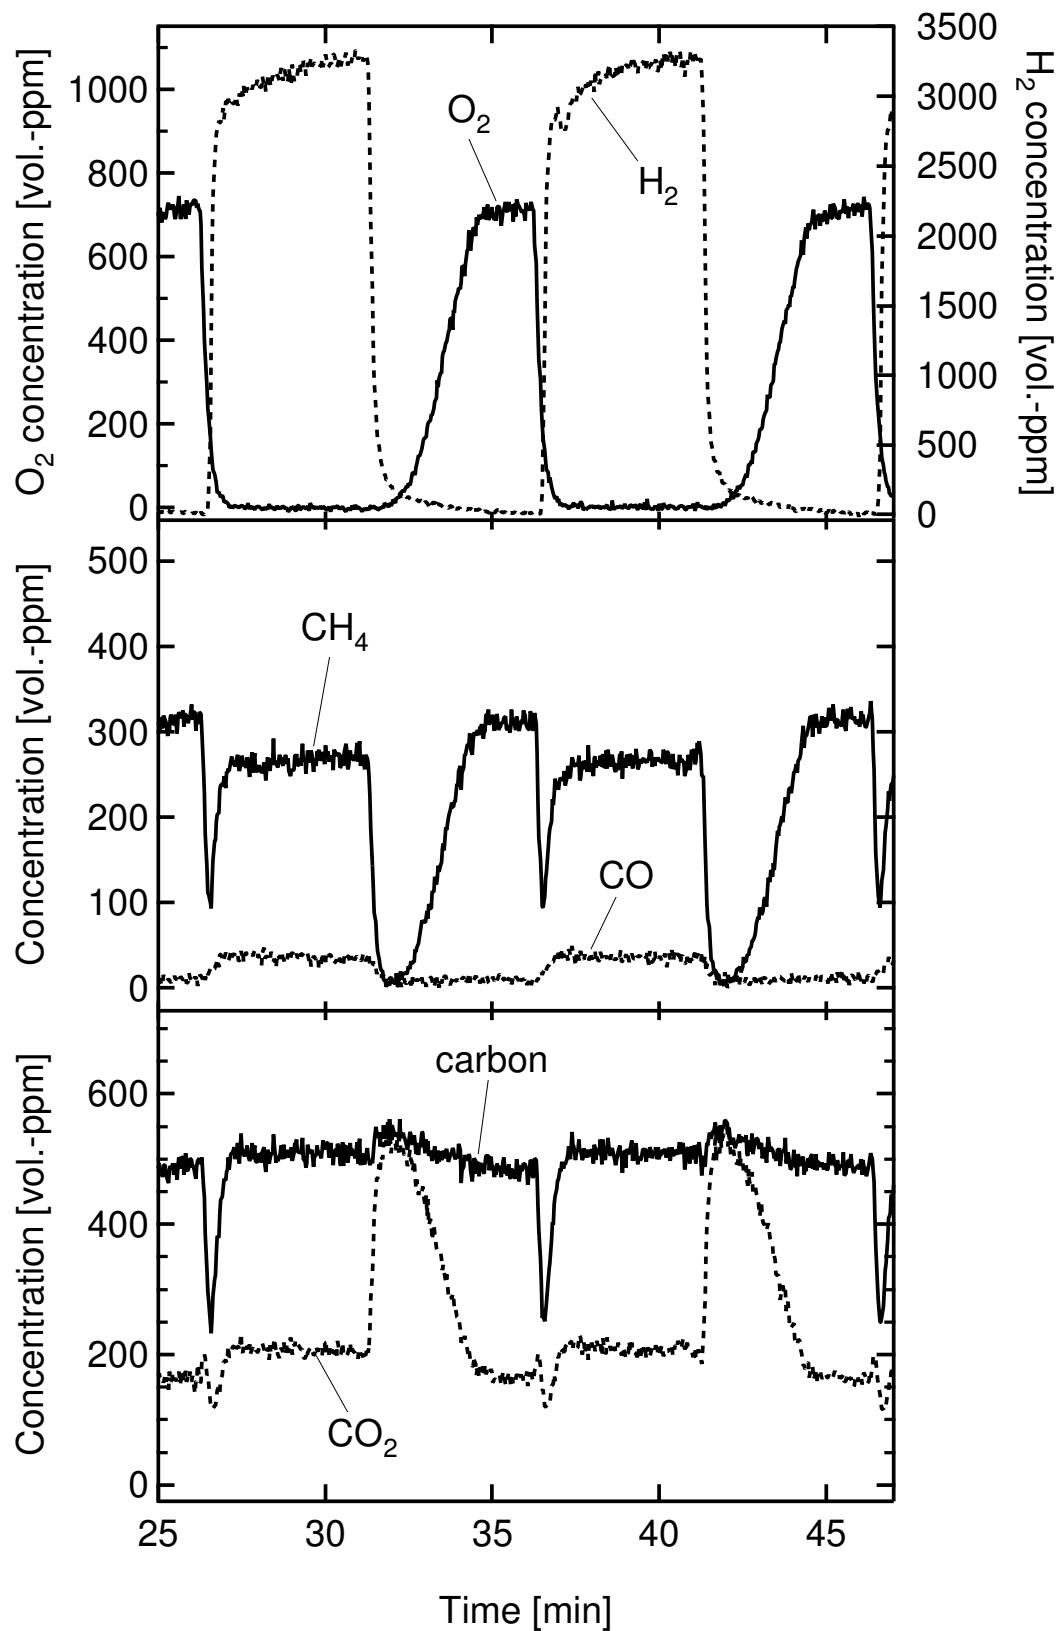 3500
1000
3000
O₂
800
2500
H₂
600
2000
1500
400
1000
200
500
0
0
O₂ concentration [vol.-ppm]
H₂ concentration [vol.-ppm]
500
CH₄
400
300
200
CO
100
0
Concentration [vol.-ppm]
carbon
600
400
200
CO₂
0
Concentration [vol.-ppm]
25 30 35 40 45
Time [min]